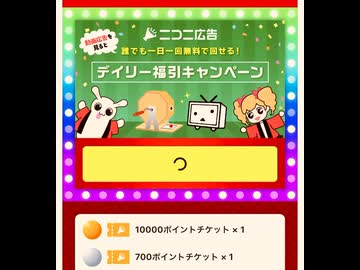 動画広告を
見ると
ニコニ広告
誰でも一日一回無料で回せる!
デイリー福引キャンペーン
10000ポイントチケット × 1
700ポイントチケット × 1